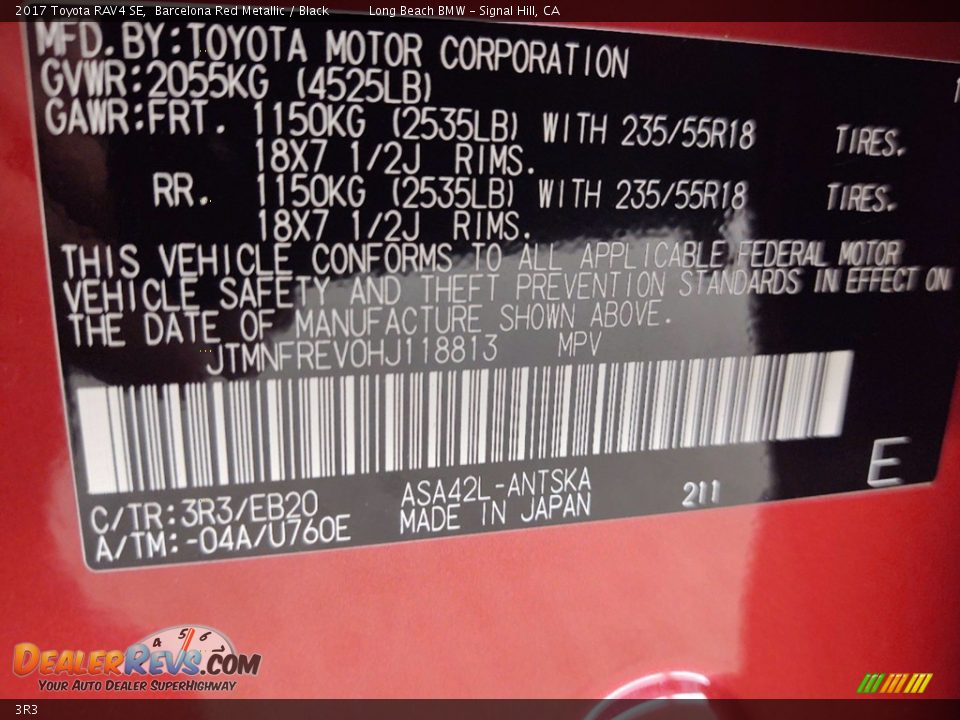 2017 Toyota RAV4 SE, Barcelona Red Metallic / Black Long Beach BMW - Signal Hill, CA
MFD. BY: TOYOTA MOTOR CORPORATION
GVWR: 2055KG (4525LB)
GAWR: FRT. 1150KG (2535LB) WITH 235/55R18 TIRES.
18X7 1/2J RIMS.
RR. 1150KG (2535LB) WITH 235/55R18 TIRES.
18X7 1/2J RIMS.
THIS VEHICLE CONFORMS TO ALL APPLICABLE FEDERAL MOTOR
VEHICLE SAFETY AND THEFT PREVENTION STANDARDS IN EFFECT ON
THE DATE OF MANUFACTURE SHOWN ABOVE.
JTMNFREV0HJ118813 MPV
E
C/TR: 3R3/EB20 ASA42L-ANTSKA 211
A/TM: -04A/U760E MADE IN JAPAN
4 5 6 7
DEALERREVS.COM
YOUR AUTO DEALER SUPERHIGHWAY
3R3